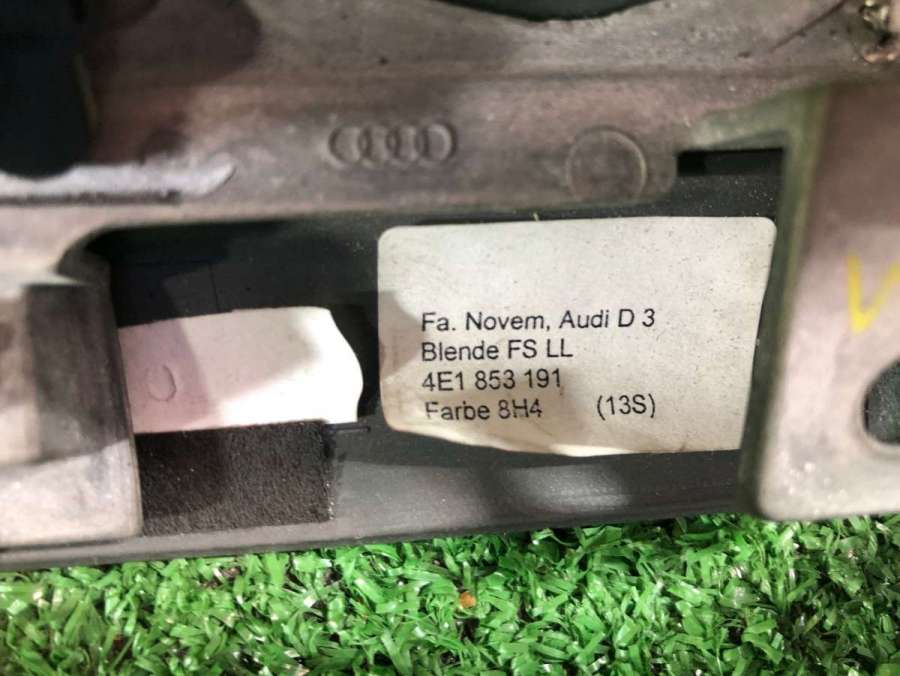 Fa. Novem, Audi D 3
Blende FS LL
4E1 853 191
Farbe 8H4 (13S)